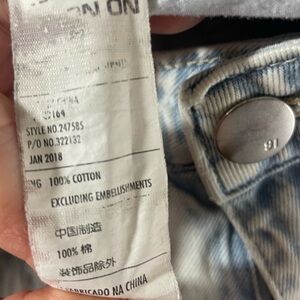 164
STYLE NO.247585
P/O NO.322132
JAN 2018
100% COTTON
EXCLUDING EMBELLISHMENTS
中国制造
100% 棉
装饰品除外
FABRICADO NA CHINA